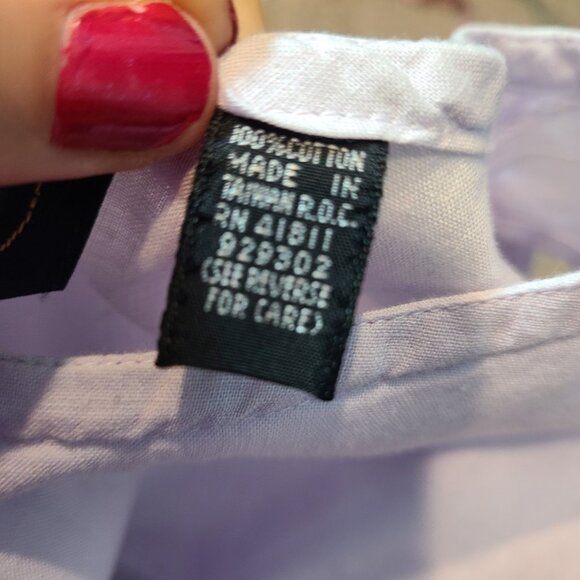 100% COTTON
MADE IN
TAIWAN R.O.C.
RN 41811
929302
(SEE REVERSE
FOR CARE)